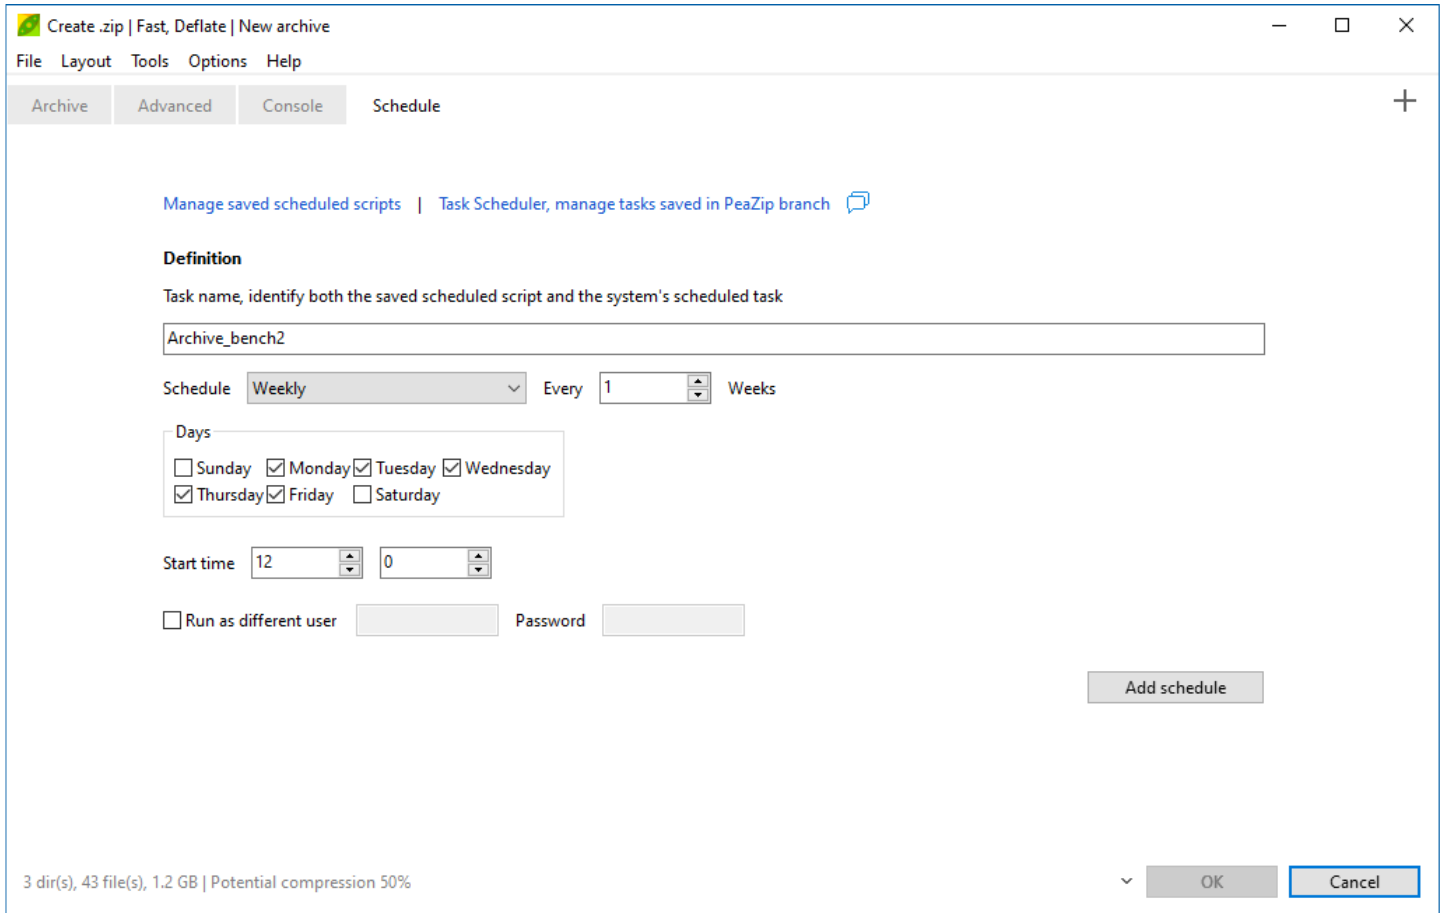 Create .zip | Fast, Deflate | New archive
File Layout Tools Options Help
Archive Advanced Console Schedule
Manage saved scheduled scripts | Task Scheduler, manage tasks saved in PeaZip branch
Definition
Task name, identify both the saved scheduled script and the system's scheduled task
Archive_bench2
Schedule Weekly Every 1 Weeks
Days
Sunday Monday Tuesday Wednesday
Thursday Friday Saturday
Start time 12 0
Run as different user Password
Add schedule
3 dir(s), 43 file(s), 1.2 GB | Potential compression 50% OK Cancel